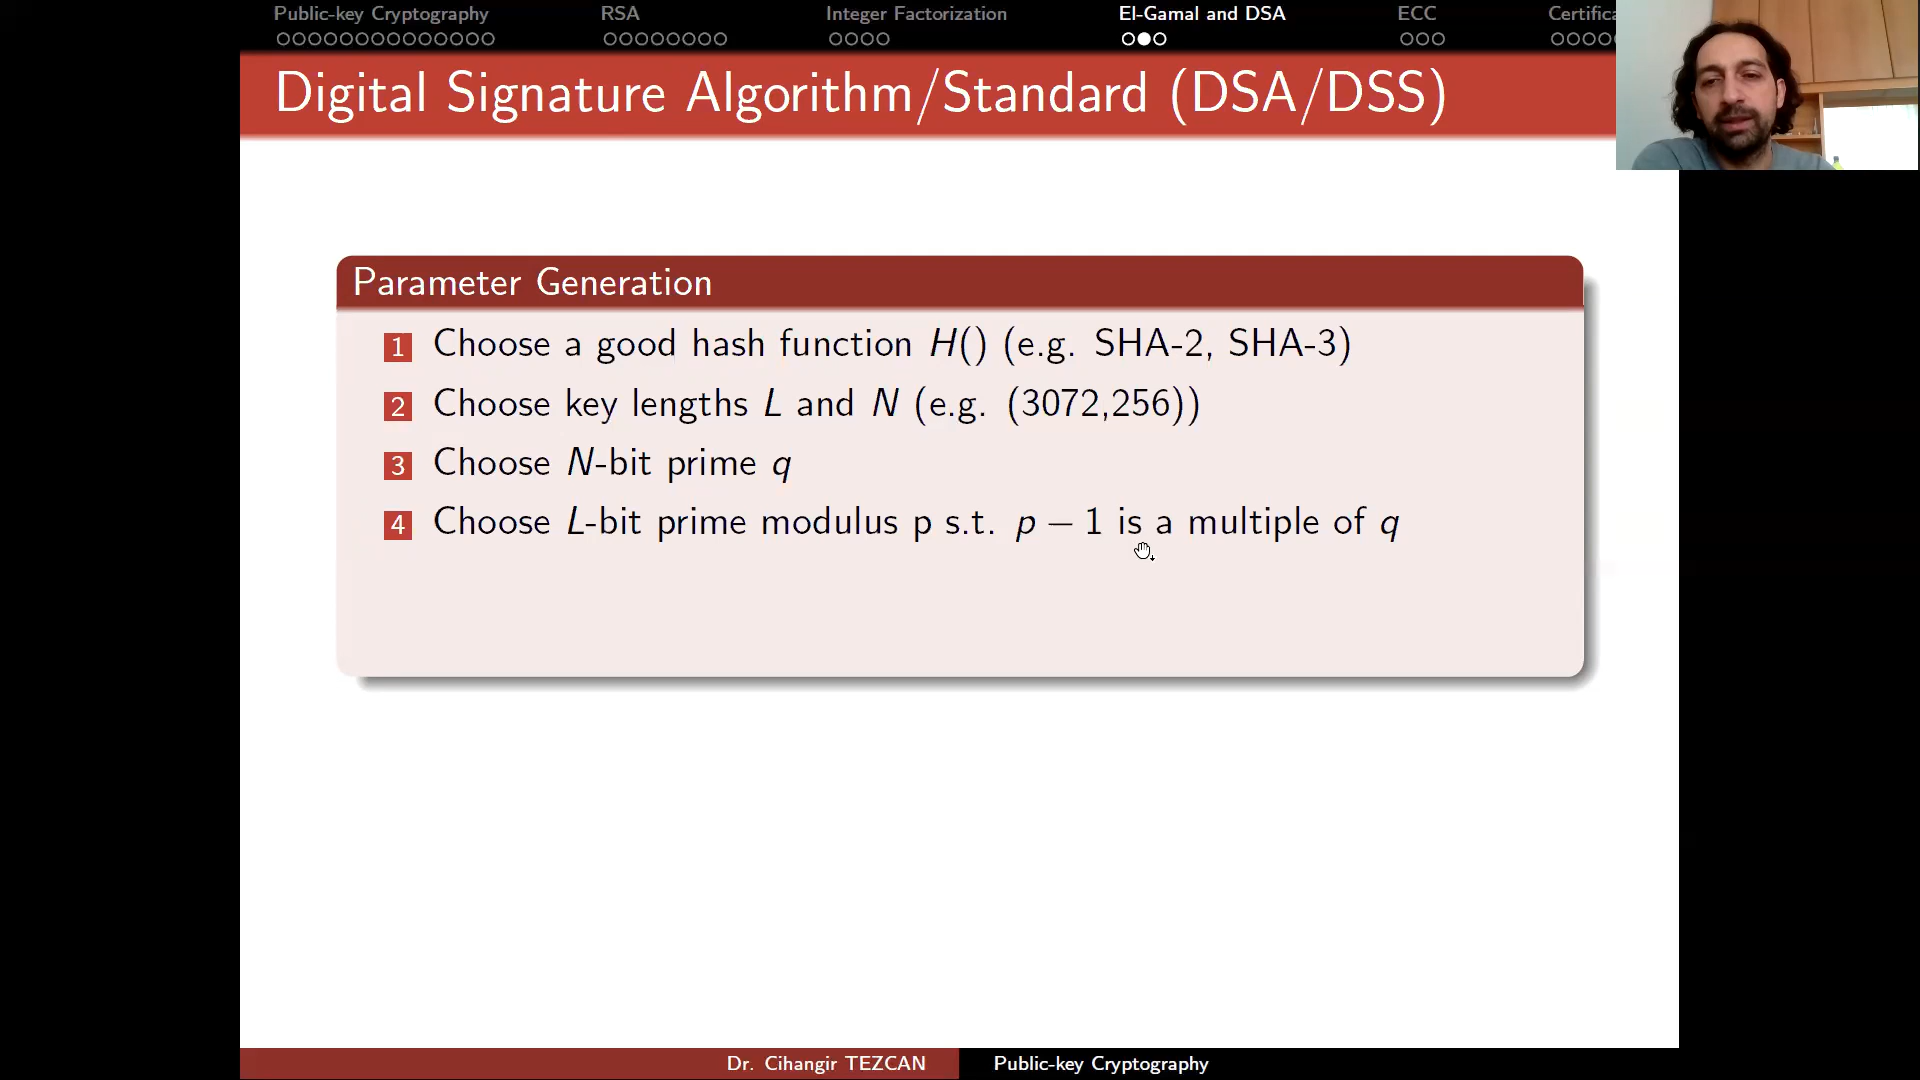 Public-key Cryptography RSA Integer Factorization El-Gamal and DSA ECC
Digital Signature Algorithm/Standard (DSA/DSS)
Parameter Generation
1 Choose a good hash function H() (e.g. SHA-2, SHA-3)
2 Choose key lengths L and N (e.g. (3072,256))
3 Choose N-bit prime q
4 Choose L-bit prime modulus p s.t. p − 1 is a multiple of q
Dr. Cihangir TEZCAN Public-key Cryptography